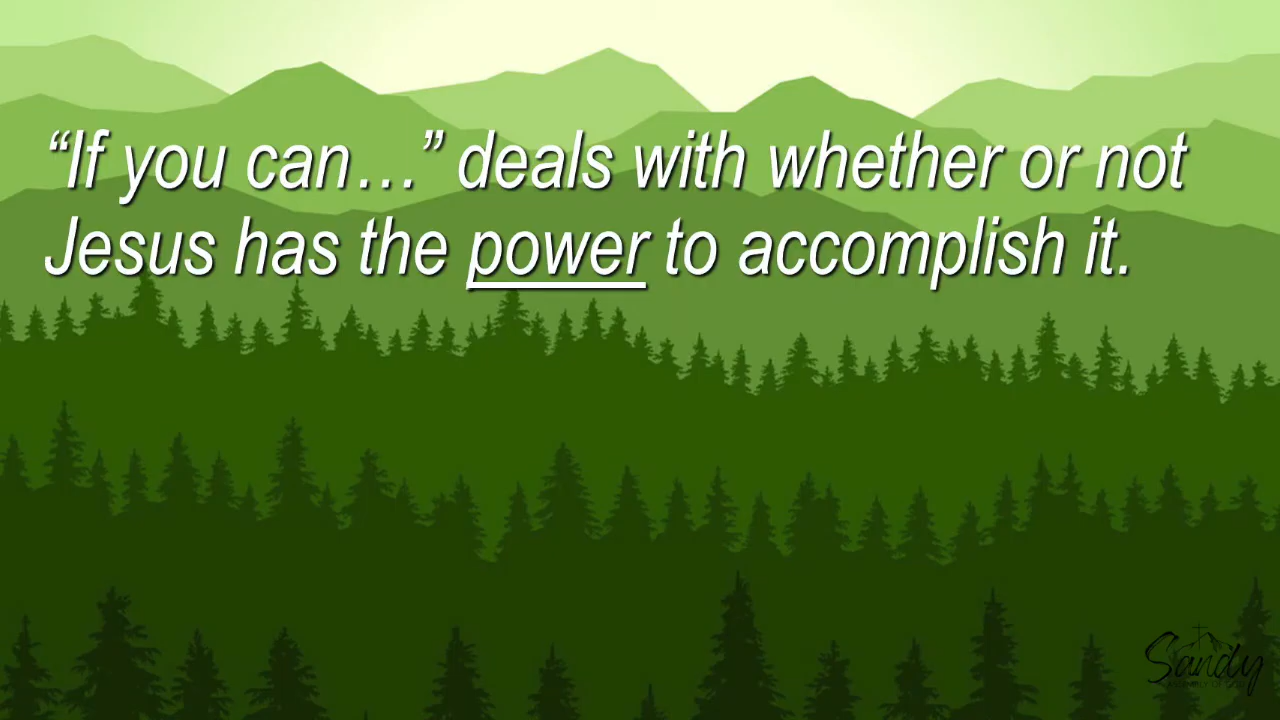 “If you can…” deals with whether or not
Jesus has the power to accomplish it.
Sandy